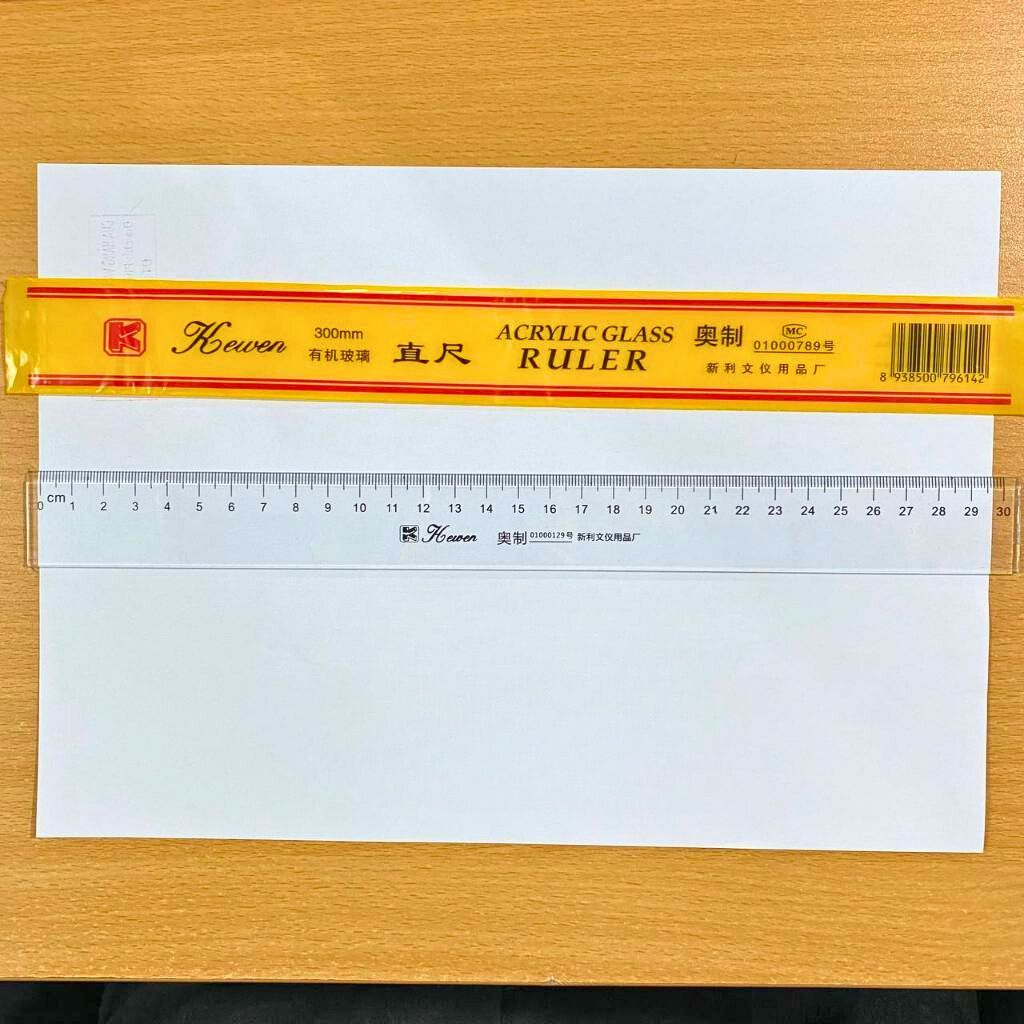 Kewen
300mm
有机玻璃
直尺
ACRYLIC GLASS
RULER
奥制
MC
01000789号
新利文仪用品厂
8 938500 796142
0 cm 1 2 3 4 5 6 7 8 9 10 11 12 13 14 15 16 17 18 19 20 21 22 23 24 25 26 27 28 29 30
Kewen 奥制 01000129号 新利文仪用品厂